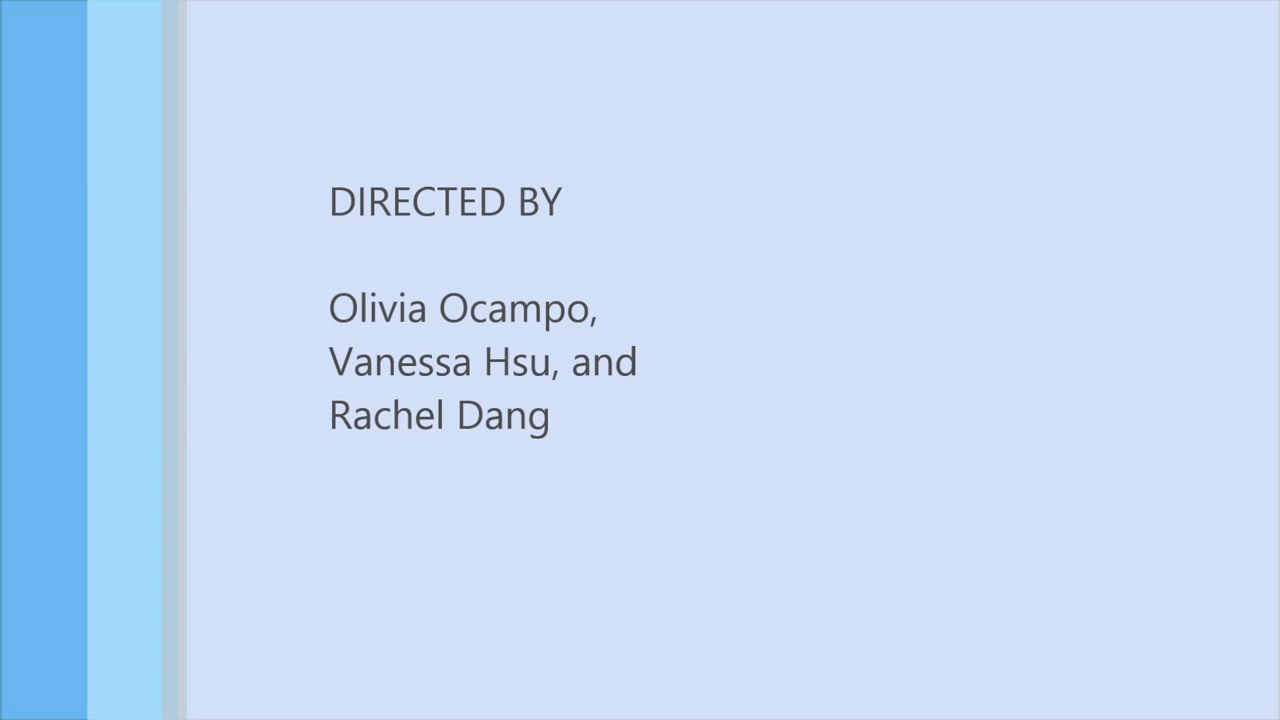 DIRECTED BY
Olivia Ocampo,
Vanessa Hsu, and
Rachel Dang